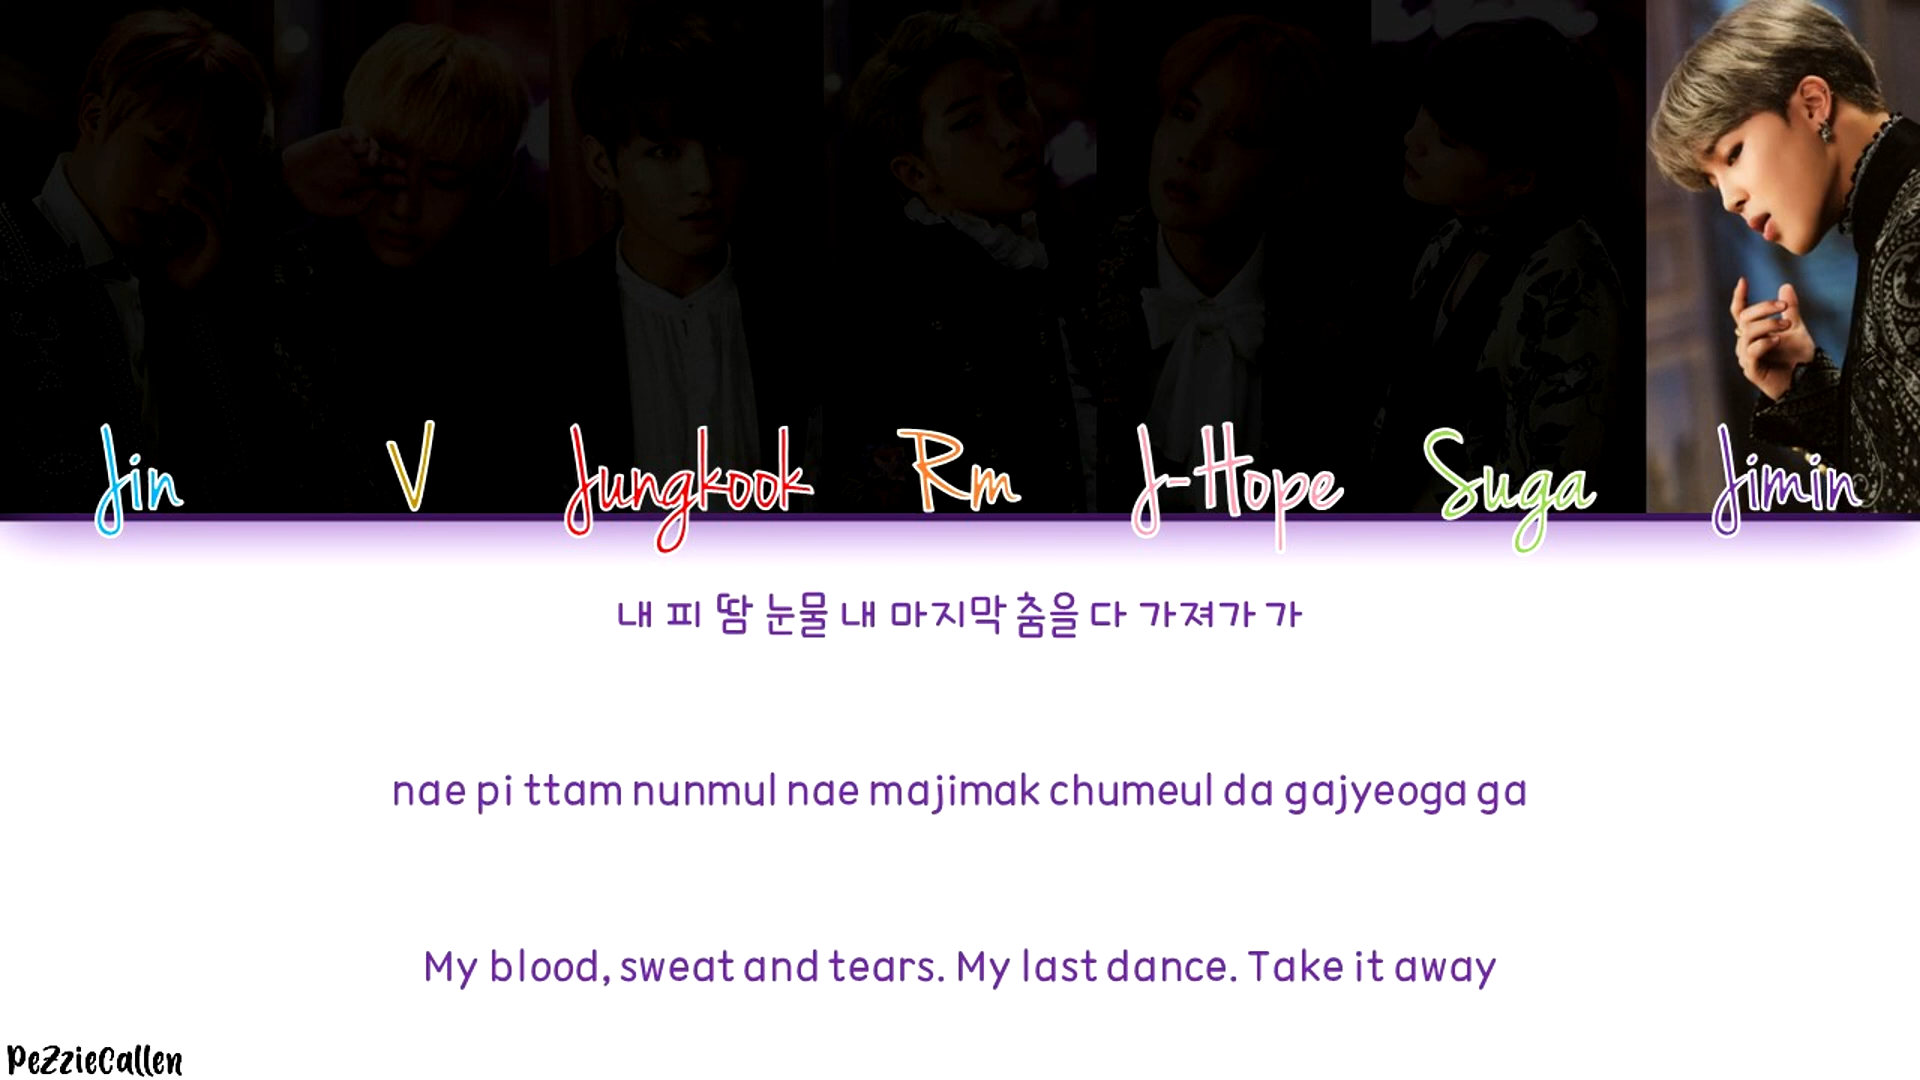 Jin V Jungkook Rm J-Hope Suga Jimin
내 피 땀 눈물 내 마지막 춤을 다 가져가 가
nae pi ttam nunmul nae majimak chumeul da gajyeoga ga
My blood, sweat and tears. My last dance. Take it away
PeZzieCallen